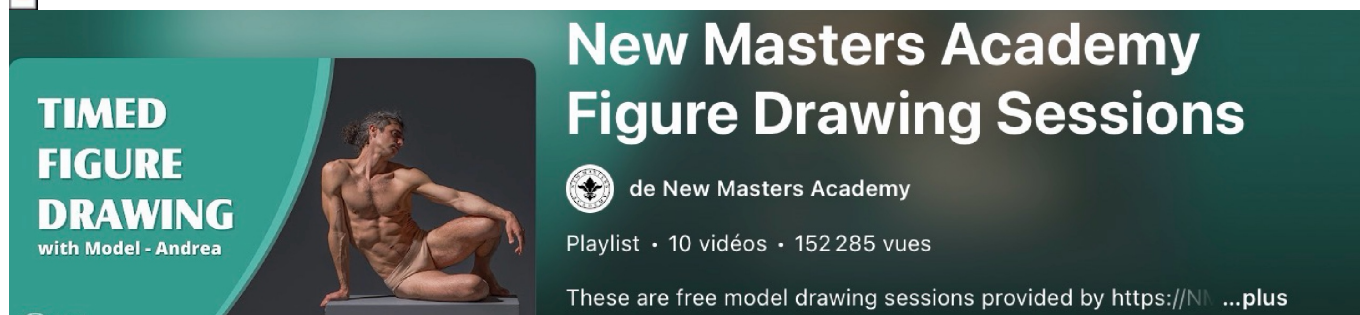 TIMED
FIGURE
DRAWING
with Model - Andrea
New Masters Academy
Figure Drawing Sessions
de New Masters Academy
Playlist • 10 vidéos • 152 285 vues
These are free model drawing sessions provided by https://NM ...plus